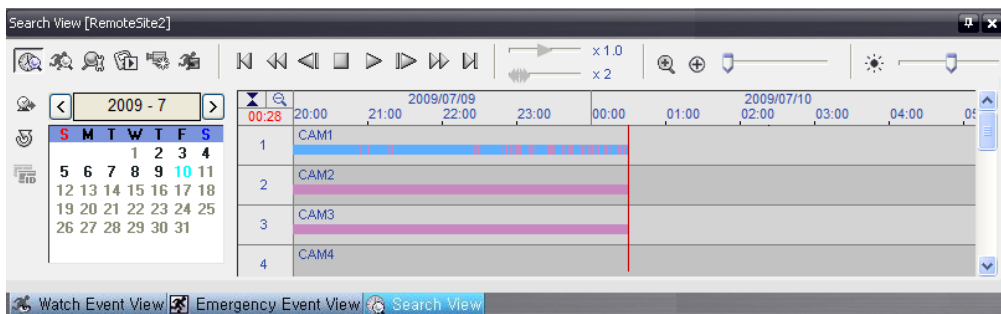 Search View [RemoteSite2]
x 1.0
x 2
2009 - 7
2009/07/09
2009/07/10
00:28
20:00 21:00 22:00 23:00 00:00 01:00 02:00 03:00 04:00 05
S M T W T F S
1 2 3 4
5 6 7 8 9 10 11
12 13 14 15 16 17 18
19 20 21 22 23 24 25
26 27 28 29 30 31
EID
1 CAM1
2 CAM2
3 CAM3
4 CAM4
Watch Event View Emergency Event View Search View